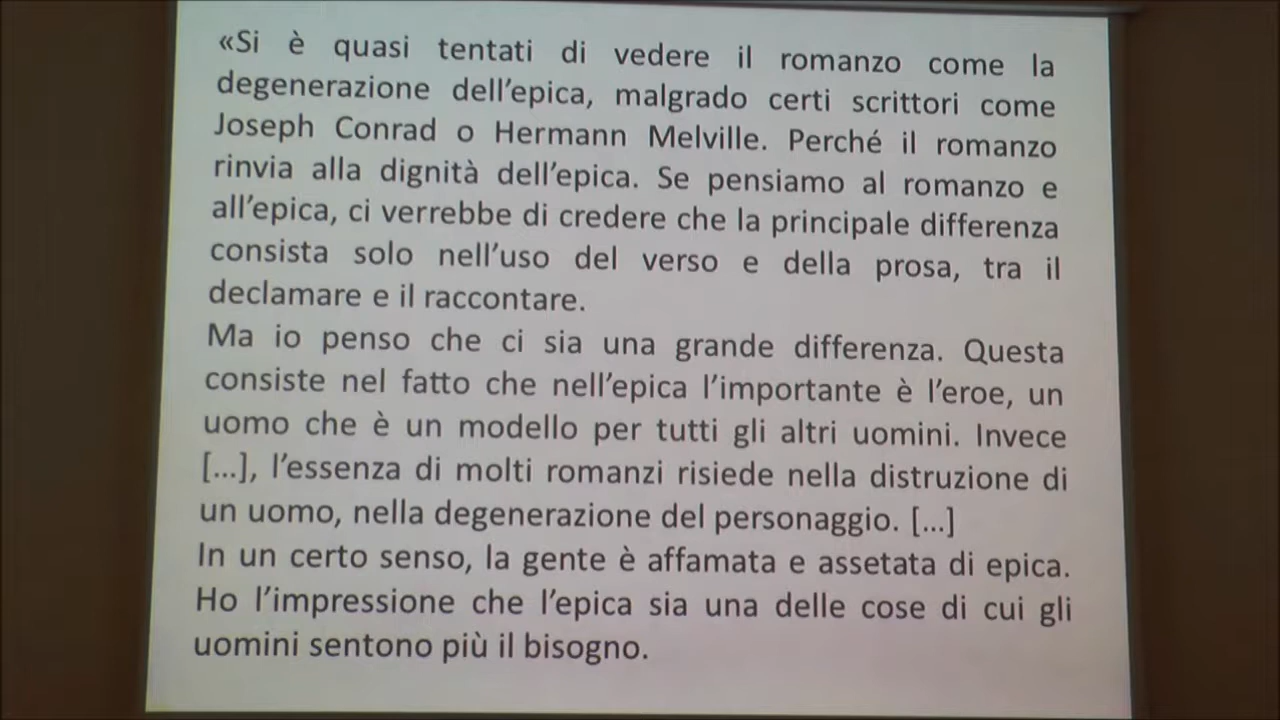 «Si è quasi tentati di vedere il romanzo come la
degenerazione dell'epica, malgrado certi scrittori come
Joseph Conrad o Hermann Melville. Perché il romanzo
rinvia alla dignità dell'epica. Se pensiamo al romanzo e
all'epica, ci verrebbe di credere che la principale differenza
consista solo nell'uso del verso e della prosa, tra il
declamare e il raccontare.
Ma io penso che ci sia una grande differenza. Questa
consiste nel fatto che nell'epica l'importante è l'eroe, un
uomo che è un modello per tutti gli altri uomini. Invece
[...], l'essenza di molti romanzi risiede nella distruzione di
un uomo, nella degenerazione del personaggio. [...]
In un certo senso, la gente è affamata e assetata di epica.
Ho l'impressione che l'epica sia una delle cose di cui gli
uomini sentono più il bisogno.